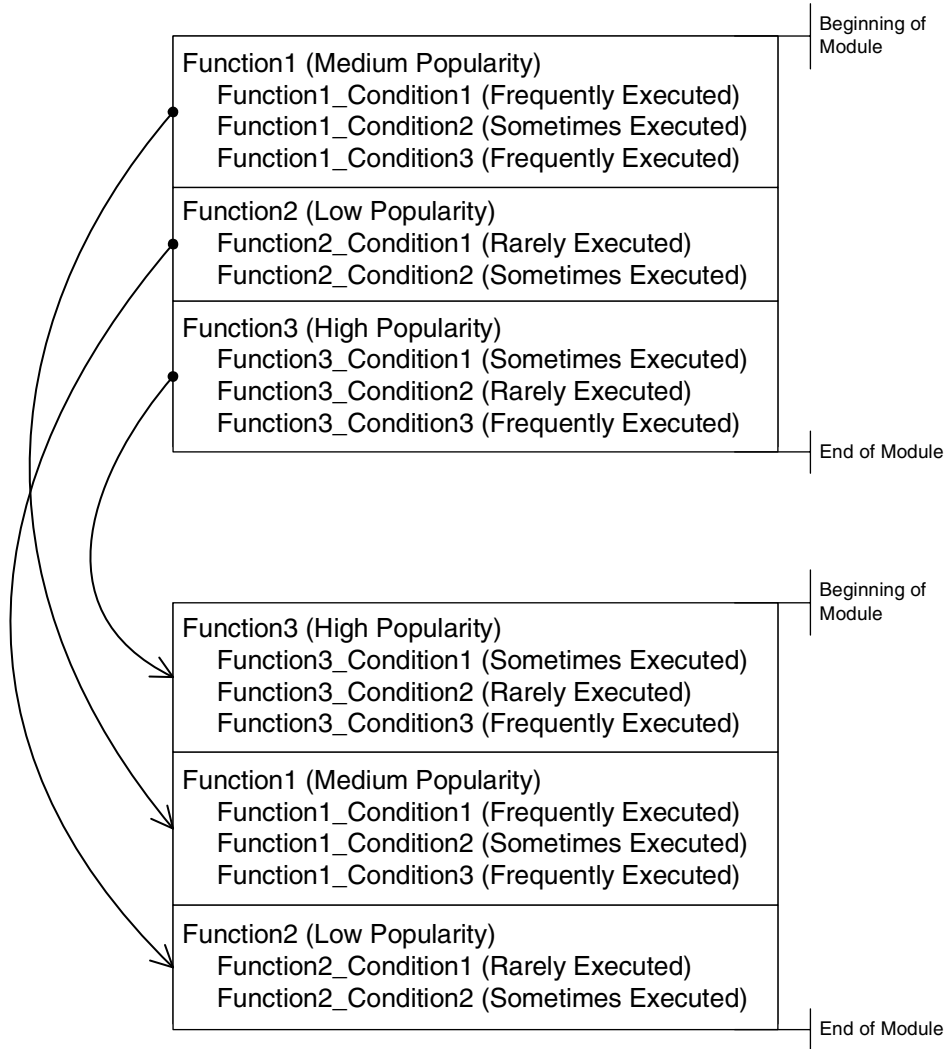 Beginning of
Module
Function1 (Medium Popularity)
Function1_Condition1 (Frequently Executed)
Function1_Condition2 (Sometimes Executed)
Function1_Condition3 (Frequently Executed)
Function2 (Low Popularity)
Function2_Condition1 (Rarely Executed)
Function2_Condition2 (Sometimes Executed)
Function3 (High Popularity)
Function3_Condition1 (Sometimes Executed)
Function3_Condition2 (Rarely Executed)
Function3_Condition3 (Frequently Executed)
End of Module
Beginning of
Module
Function3 (High Popularity)
Function3_Condition1 (Sometimes Executed)
Function3_Condition2 (Rarely Executed)
Function3_Condition3 (Frequently Executed)
Function1 (Medium Popularity)
Function1_Condition1 (Frequently Executed)
Function1_Condition2 (Sometimes Executed)
Function1_Condition3 (Frequently Executed)
Function2 (Low Popularity)
Function2_Condition1 (Rarely Executed)
Function2_Condition2 (Sometimes Executed)
End of Module